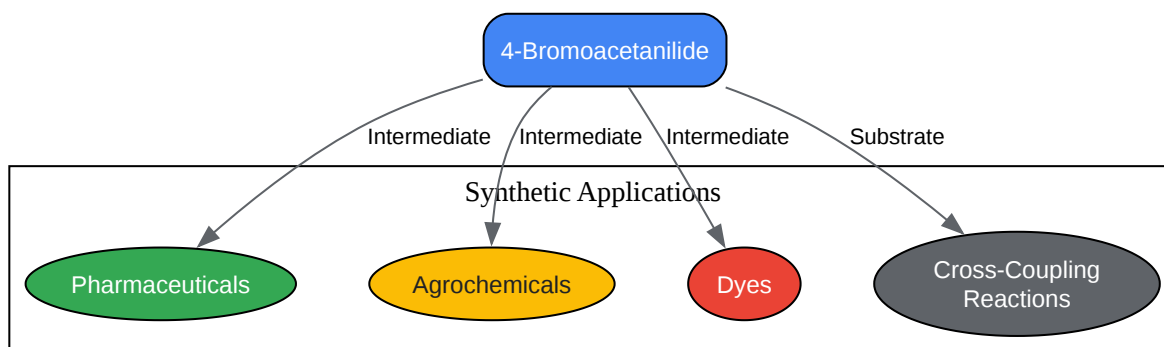 4-Bromoacetanilide
Intermediate
Intermediate
Intermediate
Substrate
Synthetic Applications
Pharmaceuticals
Agrochemicals
Dyes
Cross-Coupling
Reactions